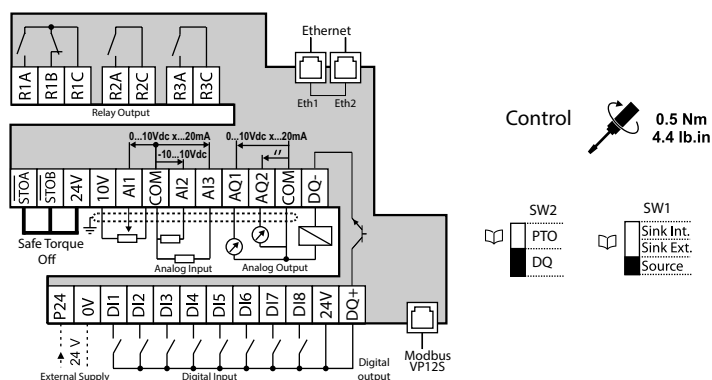 Ethernet
R1A R1B R1C R2A R2C R3A R3C
Relay Output
Eth1 Eth2
Control
0.5 Nm
4.4 lb.in
0...10Vdc x...20mA 0...10Vdc x...20mA
-10...10Vdc ,,
STOA STOB 24V 10V AI1 COM AI2 AI3 AQ1 AQ2 COM DQ-
Safe Torque
Off
Analog Input Analog Output
SW2
PTO
DQ
SW1
Sink Int.
Sink Ext.
Source
P24 0V DI1 DI2 DI3 DI4 DI5 DI6 DI7 DI8 24V DQ+
24 V
External Supply
Digital Input
Digital
output
Modbus
VP12S